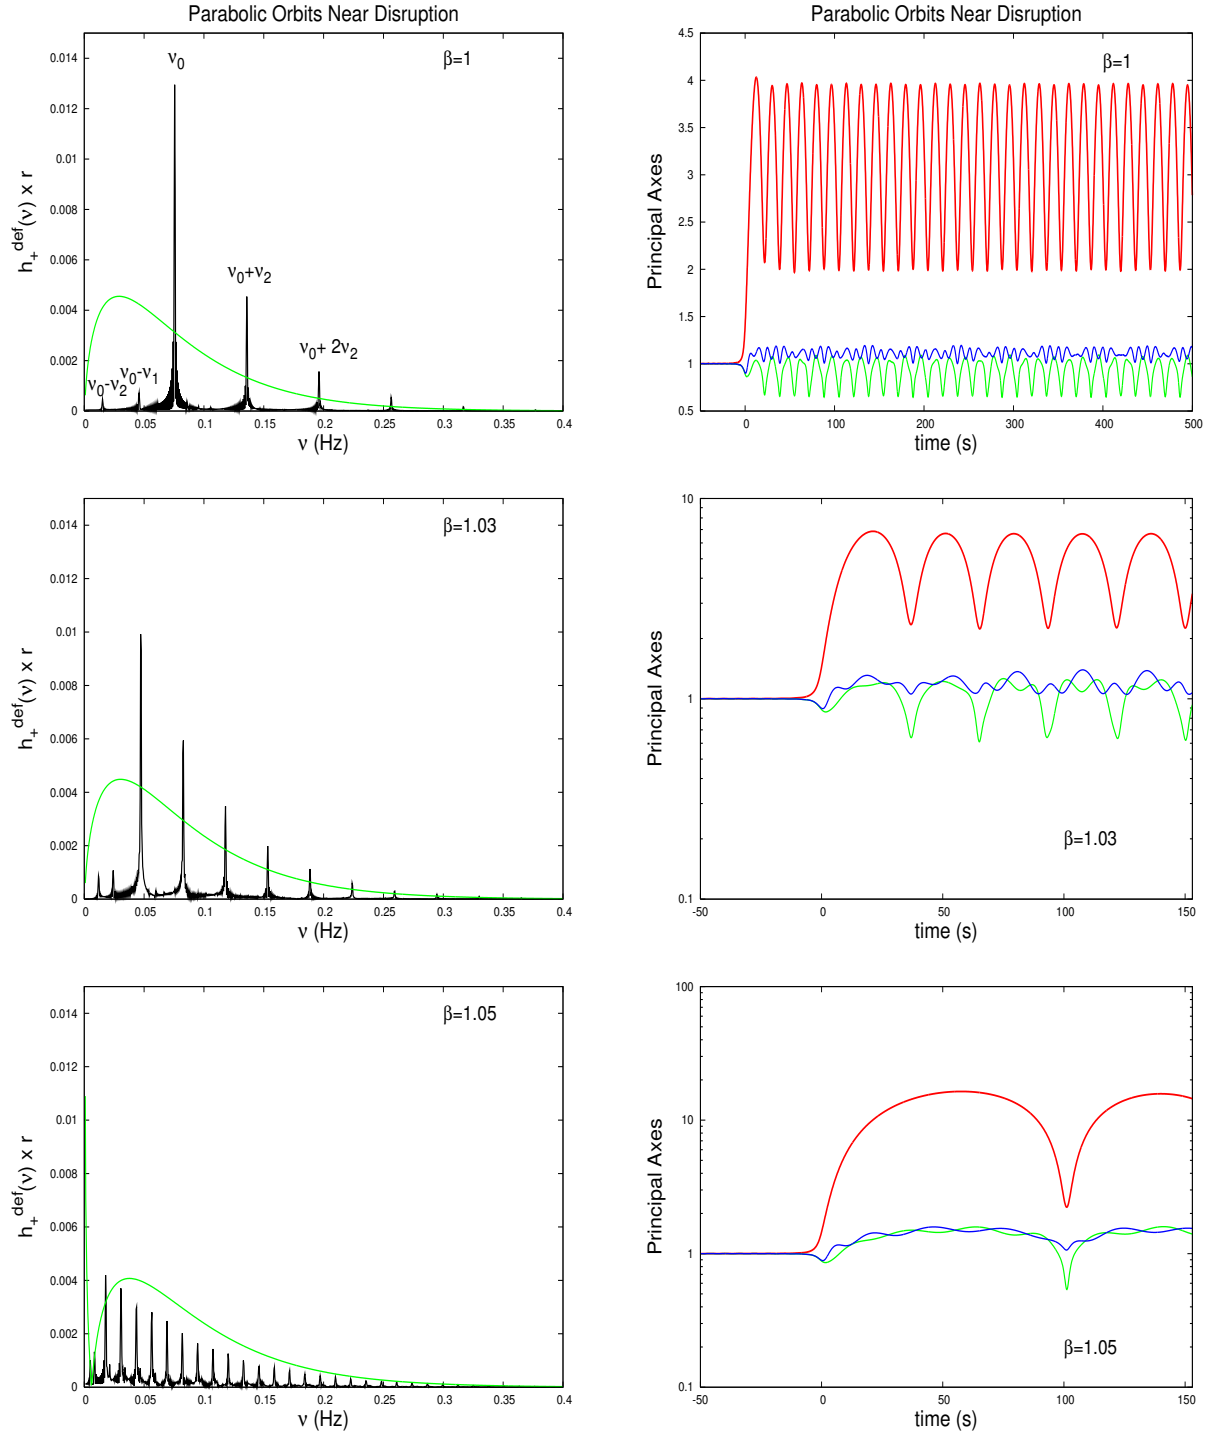 Parabolic Orbits Near Disruption
0.014
0.012
0.01
0.008
0.006
0.004
0.002
0
0 0.05 0.1 0.15 0.2 0.25 0.3 0.35 0.4
h₊ᵈᵉᶠ(ν) x r
ν (Hz)
β=1
ν₀
ν₀+ν₂
ν₀+ 2ν₂
ν₀-ν₂
ν₀-ν₁
Parabolic Orbits Near Disruption
4.5
4
3.5
3
2.5
2
1.5
1
0.5
0 100 200 300 400 500
Principal Axes
time (s)
β=1
0.014
0.012
0.01
0.008
0.006
0.004
0.002
0
0 0.05 0.1 0.15 0.2 0.25 0.3 0.35 0.4
h₊ᵈᵉᶠ(ν) x r
ν (Hz)
β=1.03
10
1
0.1
-50 0 50 100 150
Principal Axes
time (s)
β=1.03
0.014
0.012
0.01
0.008
0.006
0.004
0.002
0
0 0.05 0.1 0.15 0.2 0.25 0.3 0.35 0.4
h₊ᵈᵉᶠ(ν) x r
ν (Hz)
β=1.05
100
10
1
0.1
-50 0 50 100 150
Principal Axes
time (s)
β=1.05